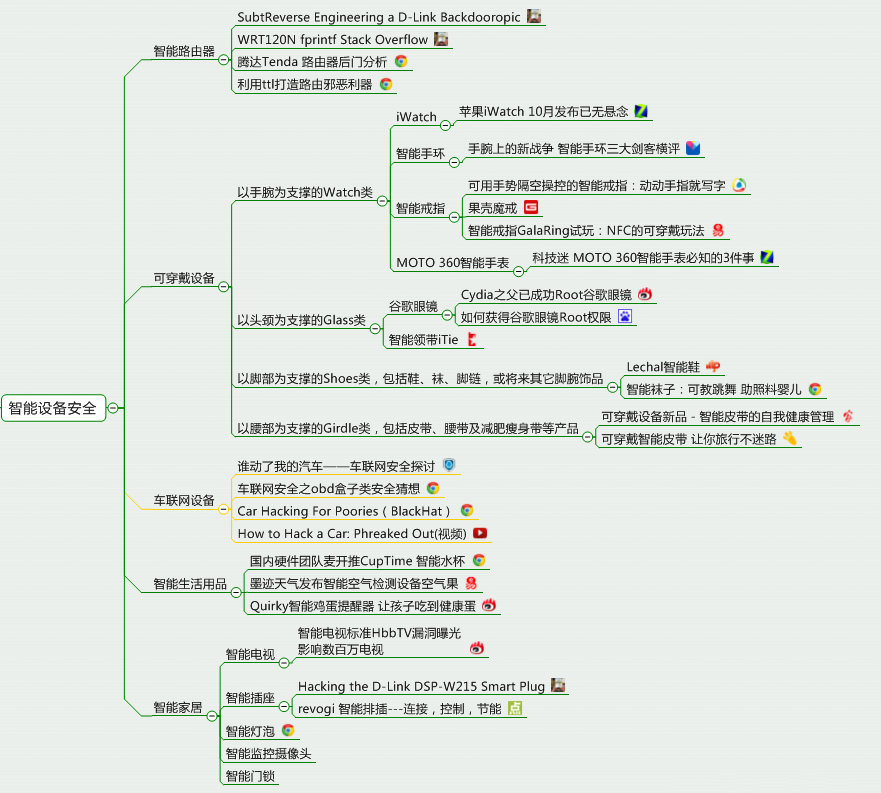 智能设备安全
智能路由器
SubtReverse Engineering a D-Link Backdooropic
WRT120N fprintf Stack Overflow
腾达Tenda 路由器后门分析
利用ttl打造路由邪恶利器
可穿戴设备
以手腕为支撑的Watch类
iWatch
苹果iWatch 10月发布已无悬念
智能手环
手腕上的新战争 智能手环三大剑客横评
智能戒指
可用手势隔空操控的智能戒指：动动手指就写字
果壳魔戒
智能戒指GalaRing试玩：NFC的可穿戴玩法
MOTO 360智能手表
科技迷 MOTO 360智能手表必知的3件事
以头颈为支撑的Glass类
谷歌眼镜
Cydia之父已成功Root谷歌眼镜
如何获得谷歌眼镜Root权限
智能领带iTie
以脚部为支撑的Shoes类，包括鞋、袜、脚链，或将来其它脚腕饰品
Lechal智能鞋
智能袜子：可教跳舞 助照料婴儿
以腰部为支撑的Girdle类，包括皮带、腰带及减肥瘦身带等产品
可穿戴设备新品 - 智能皮带的自我健康管理
可穿戴智能皮带 让你旅行不迷路
车联网设备
谁动了我的汽车——车联网安全探讨
车联网安全之obd盒子类安全猜想
Car Hacking For Poories（BlackHat）
How to Hack a Car: Phreaked Out(视频)
智能生活用品
国内硬件团队麦开推CupTime 智能水杯
墨迹天气发布智能空气检测设备空气果
Quirky智能鸡蛋提醒器 让孩子吃到健康蛋
智能家居
智能电视
智能电视标准HbbTV漏洞曝光
影响数百万电视
智能插座
Hacking the D-Link DSP-W215 Smart Plug
revogi 智能排插---连接，控制，节能
点
智能灯泡
智能监控摄像头
智能门锁